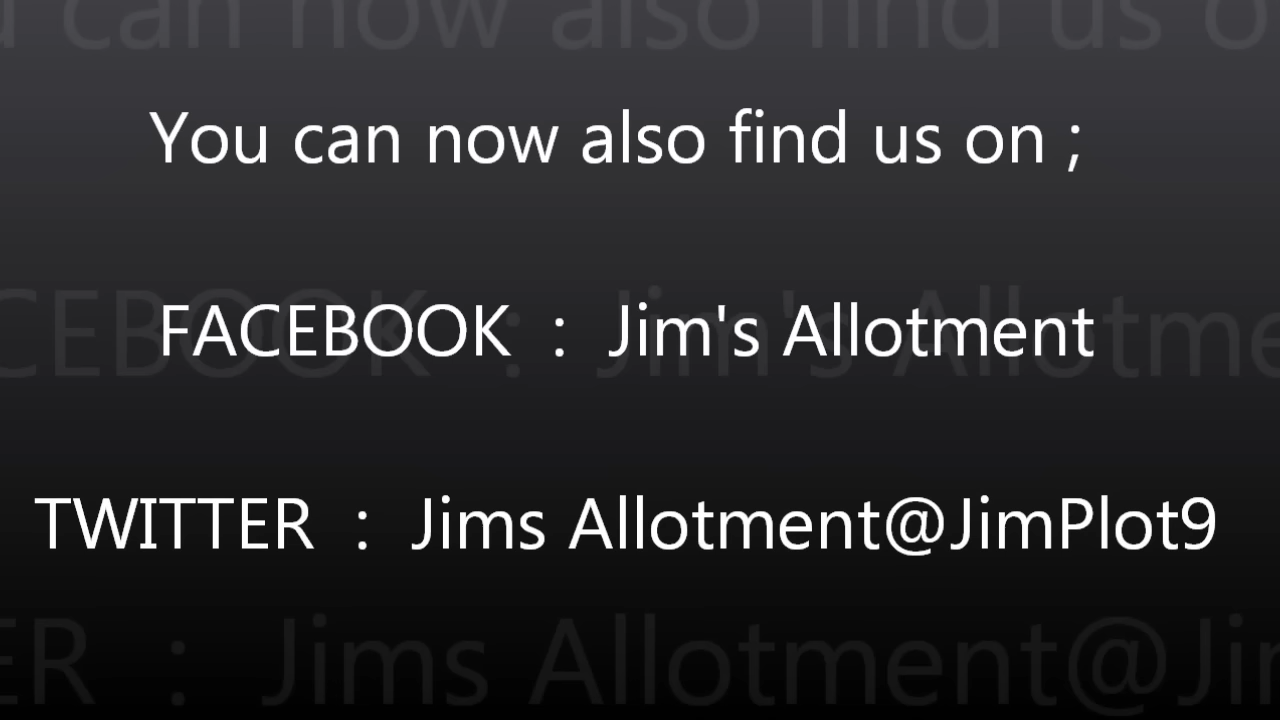 You can now also find us on ;
FACEBOOK : Jim's Allotment
TWITTER : Jims Allotment@JimPlot9